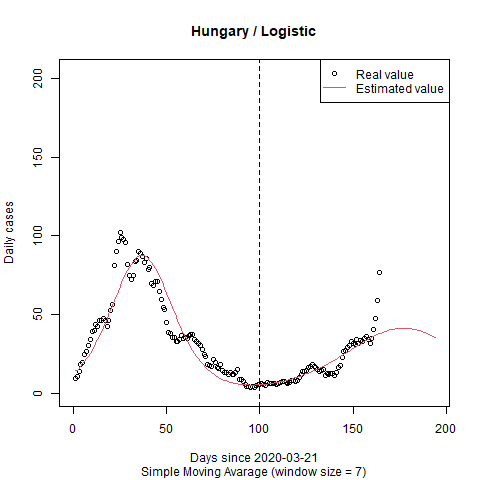 Hungary / Logistic
Real value
Estimated value
Daily cases
0
50
100
150
200
0
50
100
150
200
Days since 2020-03-21
Simple Moving Avarage (window size = 7)